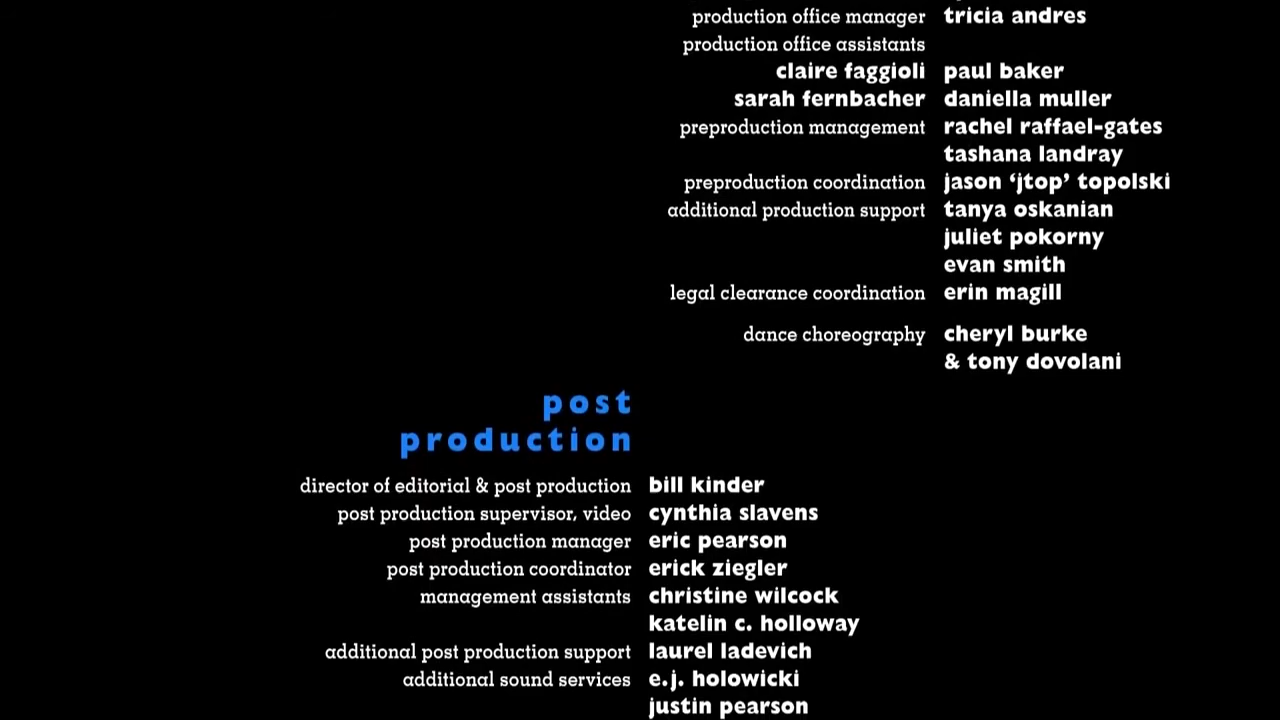 production office manager tricia andres
production office assistants
claire faggioli paul baker
sarah fernbacher daniella muller
preproduction management rachel raffael-gates
tashana landray
preproduction coordination jason ‘jtop’ topolski
additional production support tanya oskanian
juliet pokorny
evan smith
legal clearance coordination erin magill
dance choreography cheryl burke
& tony dovolani
post
production
director of editorial & post production bill kinder
post production supervisor, video cynthia slavens
post production manager eric pearson
post production coordinator erick ziegler
management assistants christine wilcock
katelin c. holloway
additional post production support laurel ladevich
additional sound services e.j. holowicki
justin pearson